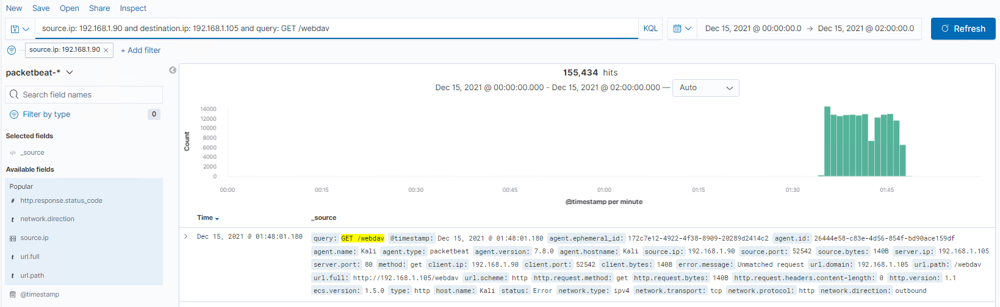 New Save Open Share Inspect
source.ip: 192.168.1.90 and destination.ip: 192.168.1.105 and query: GET /webdav KQL Dec 15, 2021 @ 00:00:00.0 → Dec 15, 2021 @ 02:00:00.0 Refresh
source.ip: 192.168.1.90 × + Add filter
packetbeat-*
Search field names
Filter by type 0
Selected fields
_source
Available fields
Popular
# http.response.status_code
t network.direction
source.ip
t url.full
t url.path
@timestamp
155,434 hits
Dec 15, 2021 @ 00:00:00.000 - Dec 15, 2021 @ 02:00:00.000 — Auto
Count
14000
12000
10000
8000
6000
4000
2000
0
00:00 00:15 00:30 00:45 01:00 01:15 01:30 01:45
@timestamp per minute
Time _source
Dec 15, 2021 @ 01:48:01.180 query: GET /webdav @timestamp: Dec 15, 2021 @ 01:48:01.180 agent.ephemeral_id: 172c7e12-4922-4f38-8909-20289d2414c2 agent.id: 26444e58-c83e-4d56-854f-bd90ace159df
agent.name: Kali agent.type: packetbeat agent.version: 7.8.0 agent.hostname: Kali source.ip: 192.168.1.90 source.port: 52542 source.bytes: 140B server.ip: 192.168.1.105
server.port: 80 method: get client.ip: 192.168.1.90 client.port: 52542 client.bytes: 140B error.message: Unmatched request url.domain: 192.168.1.105 url.path: /webdav
url.full: http://192.168.1.105/webdav url.scheme: http http.request.method: get http.request.bytes: 140B http.request.headers.content-length: 0 http.version: 1.1
ecs.version: 1.5.0 type: http host.name: Kali status: Error network.type: ipv4 network.transport: tcp network.protocol: http network.direction: outbound